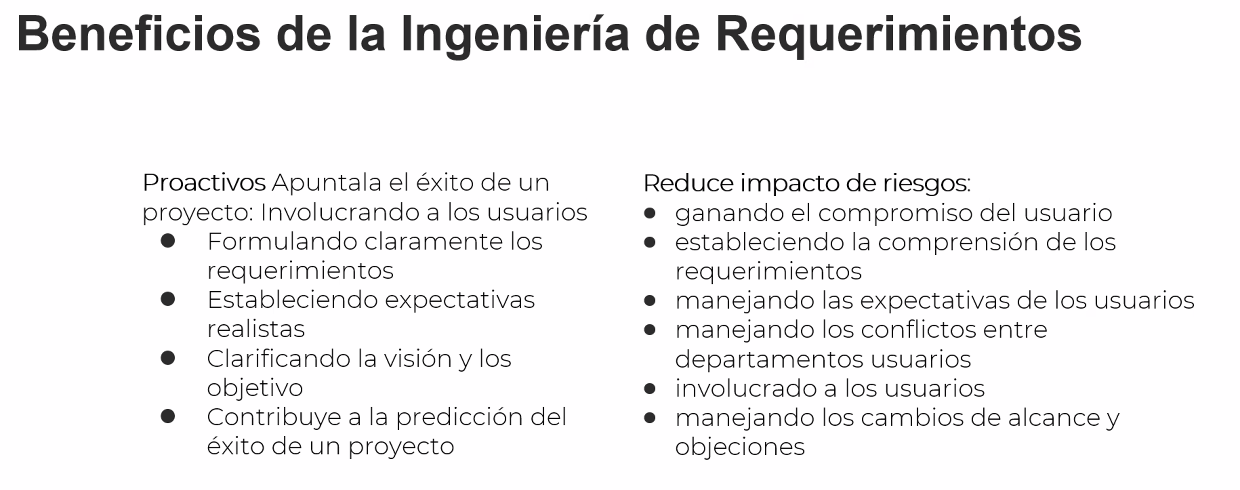 Beneficios de la Ingeniería de Requerimientos
Proactivos Apuntala el éxito de un
proyecto: Involucrando a los usuarios
● Formulando claramente los
requerimientos
● Estableciendo expectativas
realistas
● Clarificando la visión y los
objetivo
● Contribuye a la predicción del
éxito de un proyecto
Reduce impacto de riesgos:
● ganando el compromiso del usuario
● estableciendo la comprensión de los
requerimientos
● manejando las expectativas de los usuarios
● manejando los conflictos entre
departamentos usuarios
● involucrado a los usuarios
● manejando los cambios de alcance y
objeciones